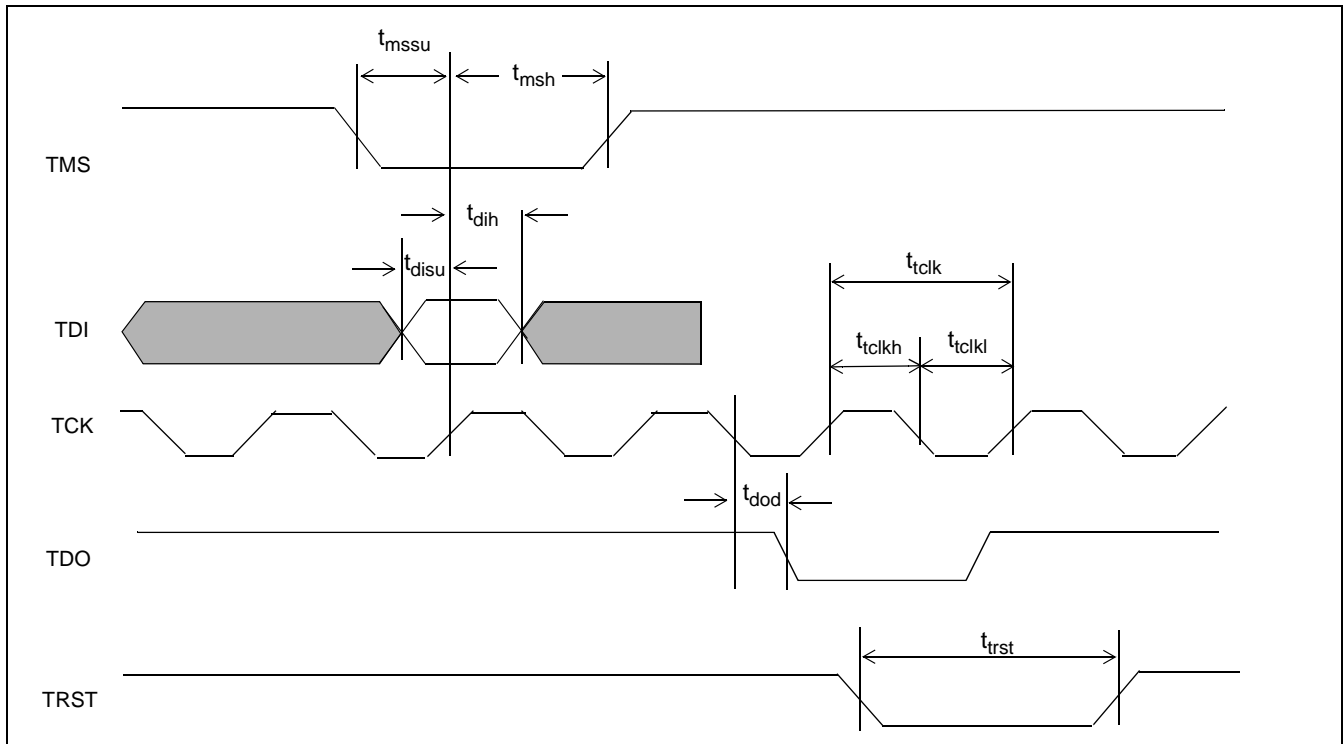 tmssu
tmsh
TMS
tdih
tdisu
ttclk
TDI
ttclkh
ttclkl
TCK
tdod
TDO
ttrst
TRST